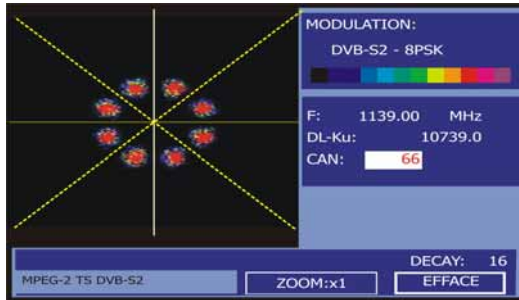 MODULATION:
DVB-S2 - 8PSK
F: 1139.00 MHz
DL-Ku: 10739.0
CAN: 66
DECAY: 16
MPEG-2 TS DVB-S2
ZOOM:x1
EFFACE